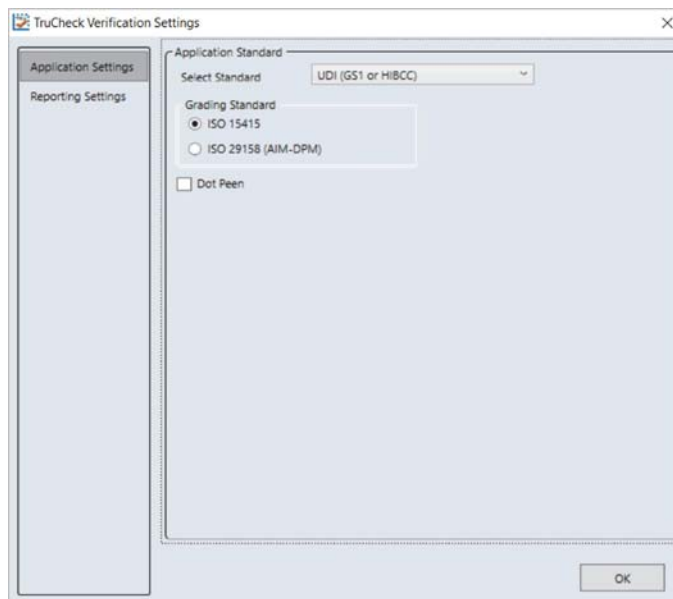 TruCheck Verification Settings
Application Settings
Reporting Settings
Application Standard
Select Standard
UDI (GS1 or HIBCC)
Grading Standard
ISO 15415
ISO 29158 (AIM-DPM)
Dot Peen
OK